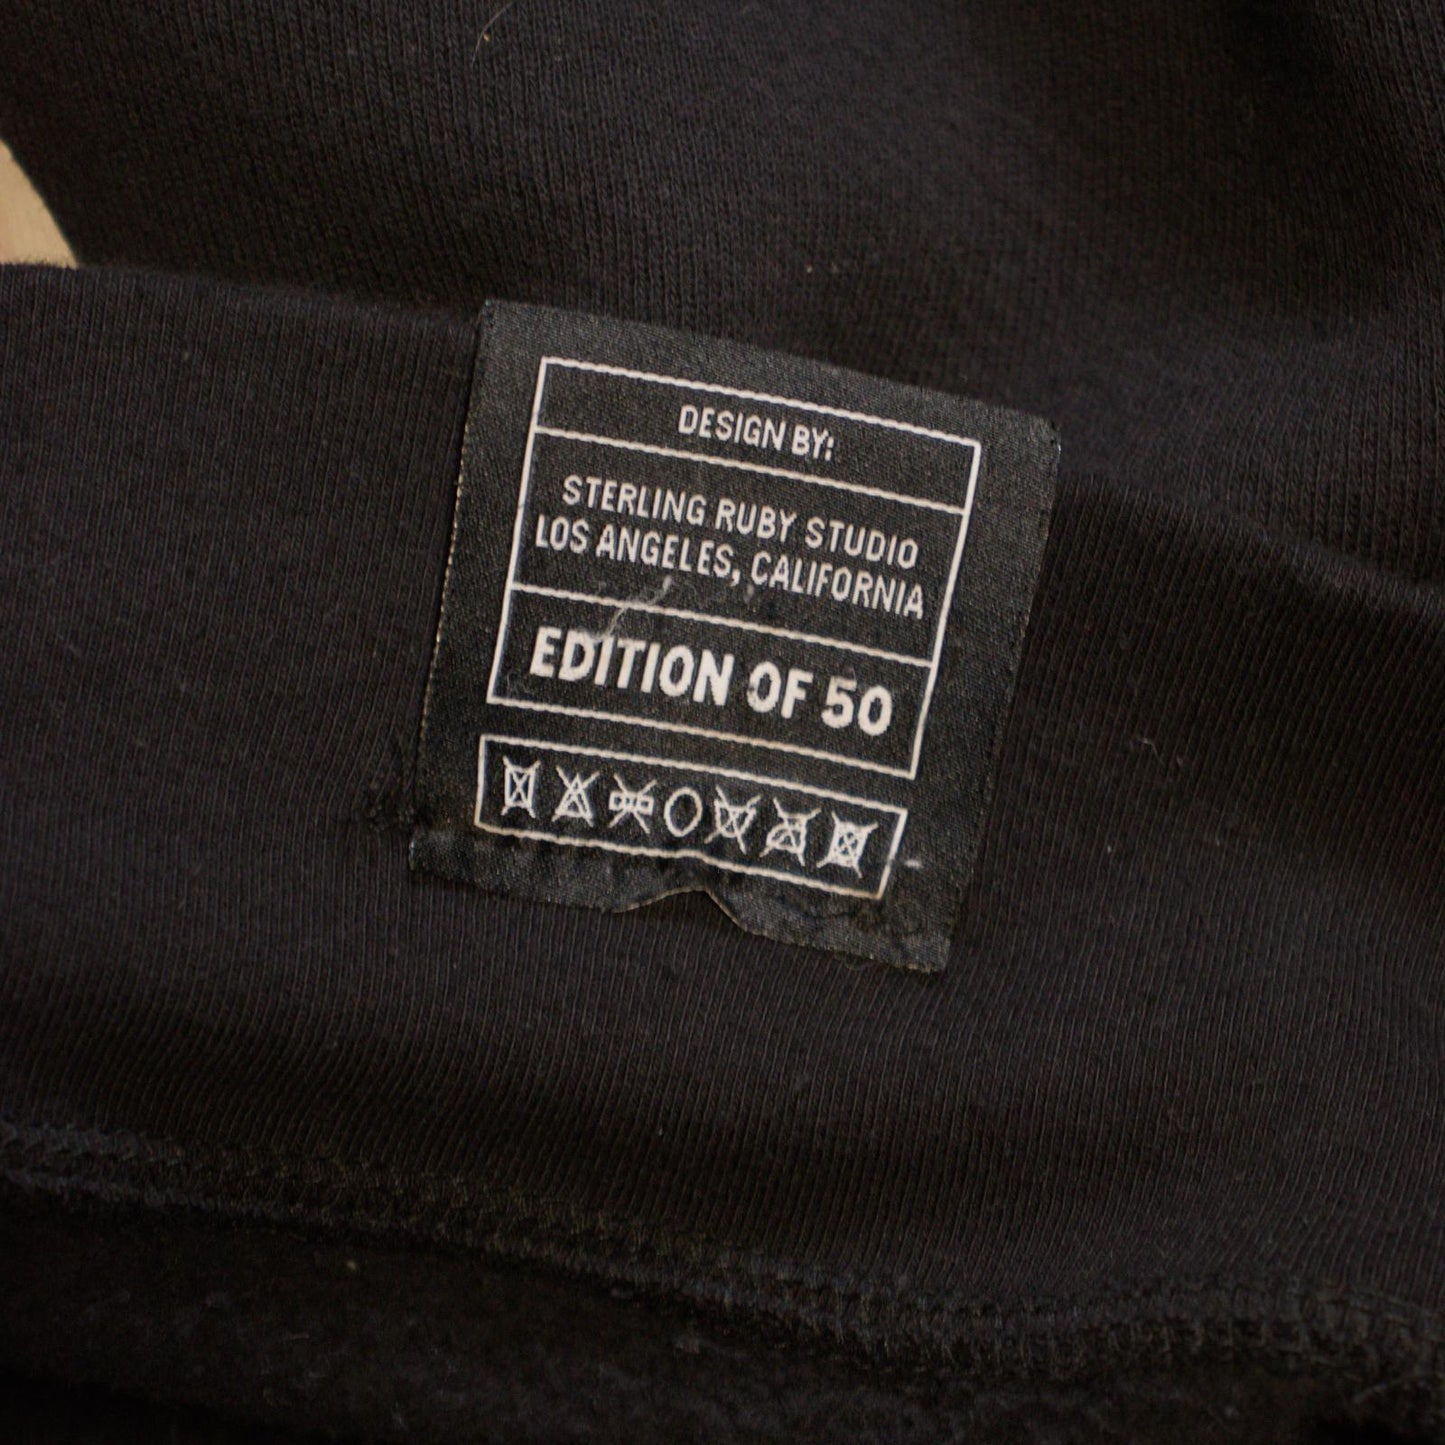 DESIGN BY:
STERLING RUBY STUDIO
LOS ANGELES, CALIFORNIA
EDITION OF 50